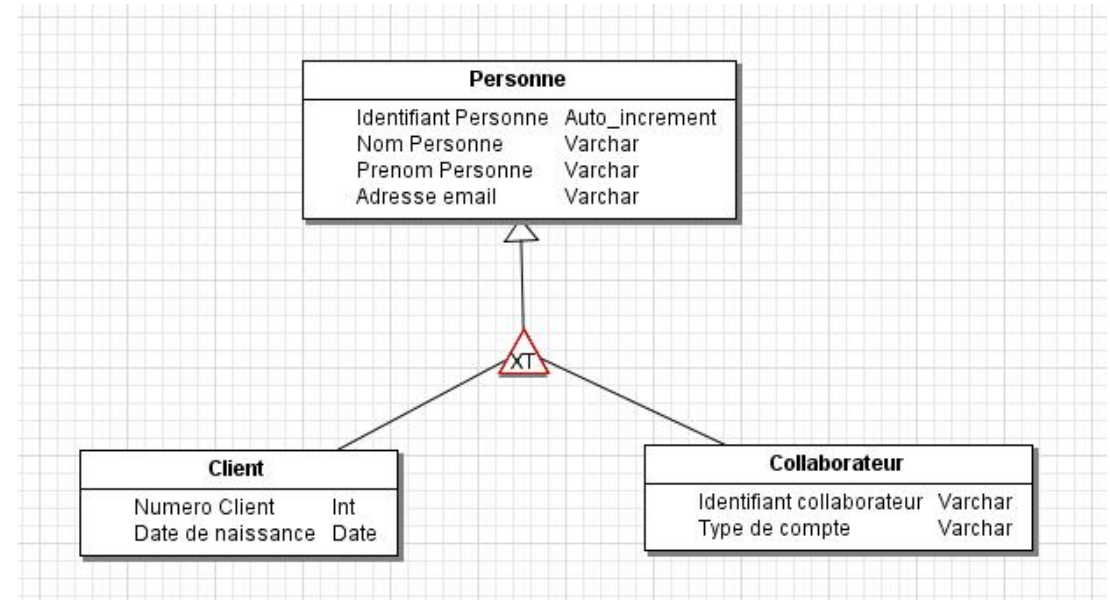 Personne
Identifiant Personne Auto_increment
Nom Personne Varchar
Prenom Personne Varchar
Adresse email Varchar
XT
Client
Numero Client Int
Date de naissance Date
Collaborateur
Identifiant collaborateur Varchar
Type de compte Varchar